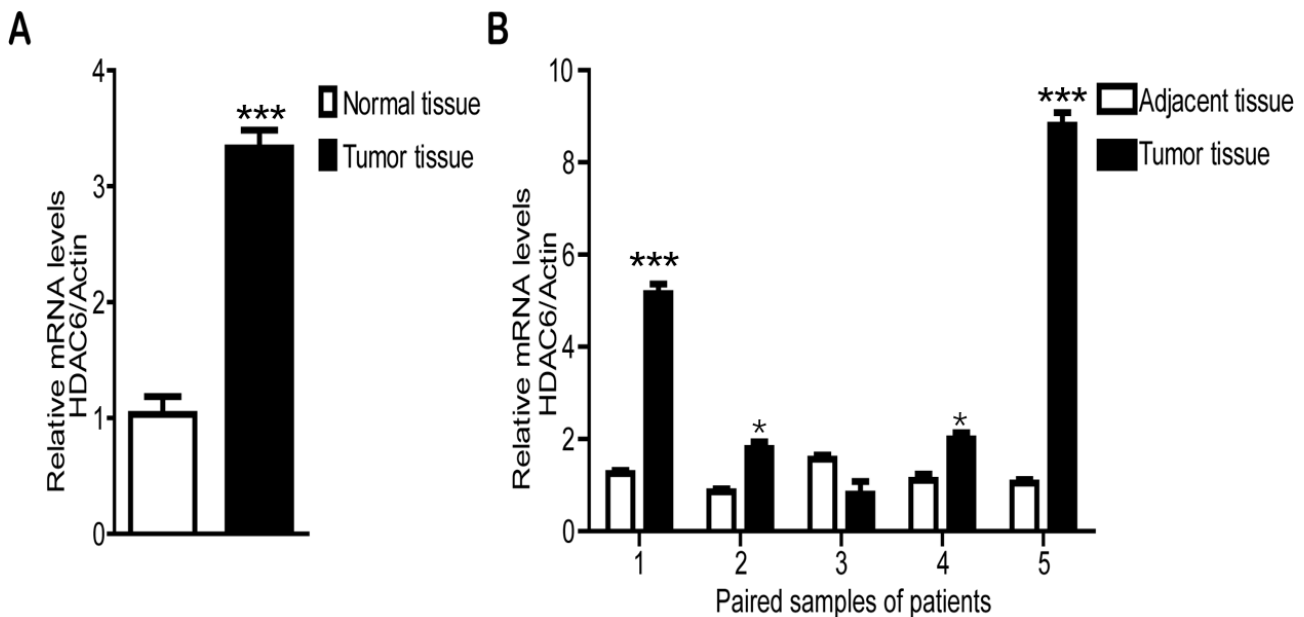 A
Relative mRNA levels
HDAC6/Actin
4
3
2
1
0
***
Normal tissue
Tumor tissue
B
Relative mRNA levels
HDAC6/Actin
10
8
6
4
2
0
***
*
*
***
Adjacent tissue
Tumor tissue
1 2 3 4 5
Paired samples of patients